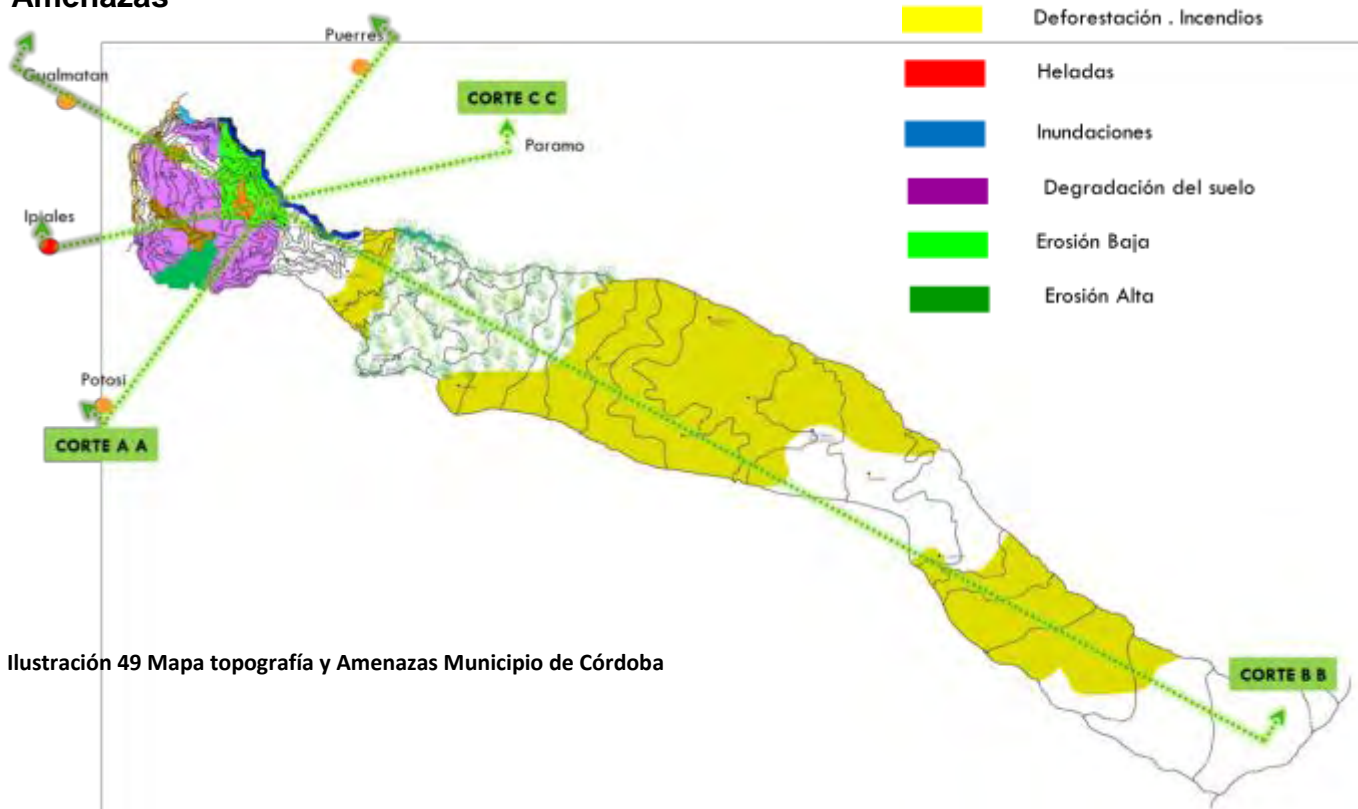 Amenazas
Deforestación . Incendios
Heladas
Inundaciones
Degradación del suelo
Erosión Baja
Erosión Alta
Puerres
Gualmatan
CORTE C C
Paramo
Ipiales
Potosi
CORTE A A
CORTE B B
Ilustración 49 Mapa topografía y Amenazas Municipio de Córdoba